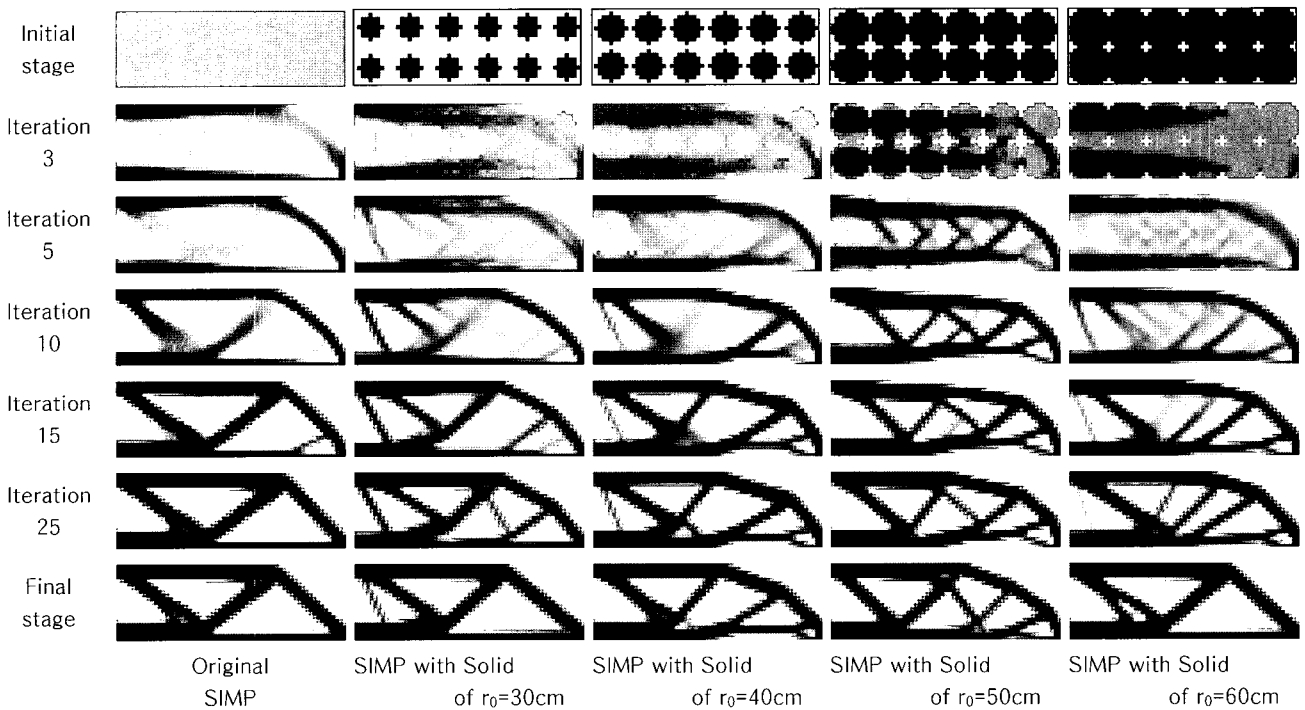 Initial
stage
Iteration
3
Iteration
5
Iteration
10
Iteration
15
Iteration
25
Final
stage
Original
SIMP
SIMP with Solid
of r₀=30cm
SIMP with Solid
of r₀=40cm
SIMP with Solid
of r₀=50cm
SIMP with Solid
of r₀=60cm